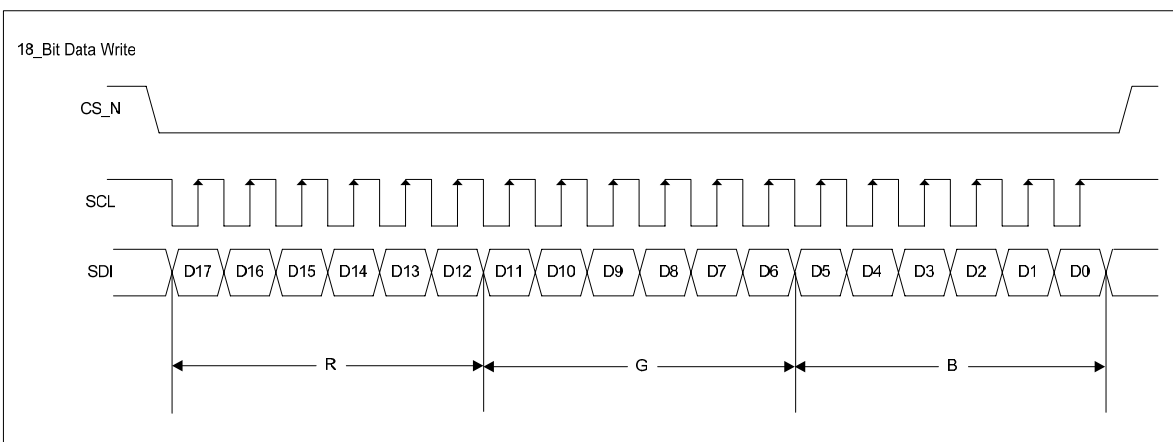 18_Bit Data Write
CS_N
SCL
SDI D17 D16 D15 D14 D13 D12 D11 D10 D9 D8 D7 D6 D5 D4 D3 D2 D1 D0
R G B